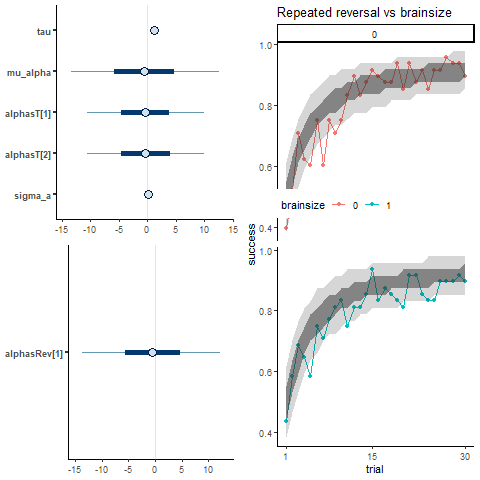 tau
mu_alpha
alphasT[1]
alphasT[2]
sigma_a
-15 -10 -5 0 5 10 15
alphasRev[1]
-15 -10 -5 0 5 10
Repeated reversal vs brainsize
0
1.0
0.8
0.6
brainsize 0 1
0.4
success
1.0
0.8
0.6
0.4
1 15 30
trial